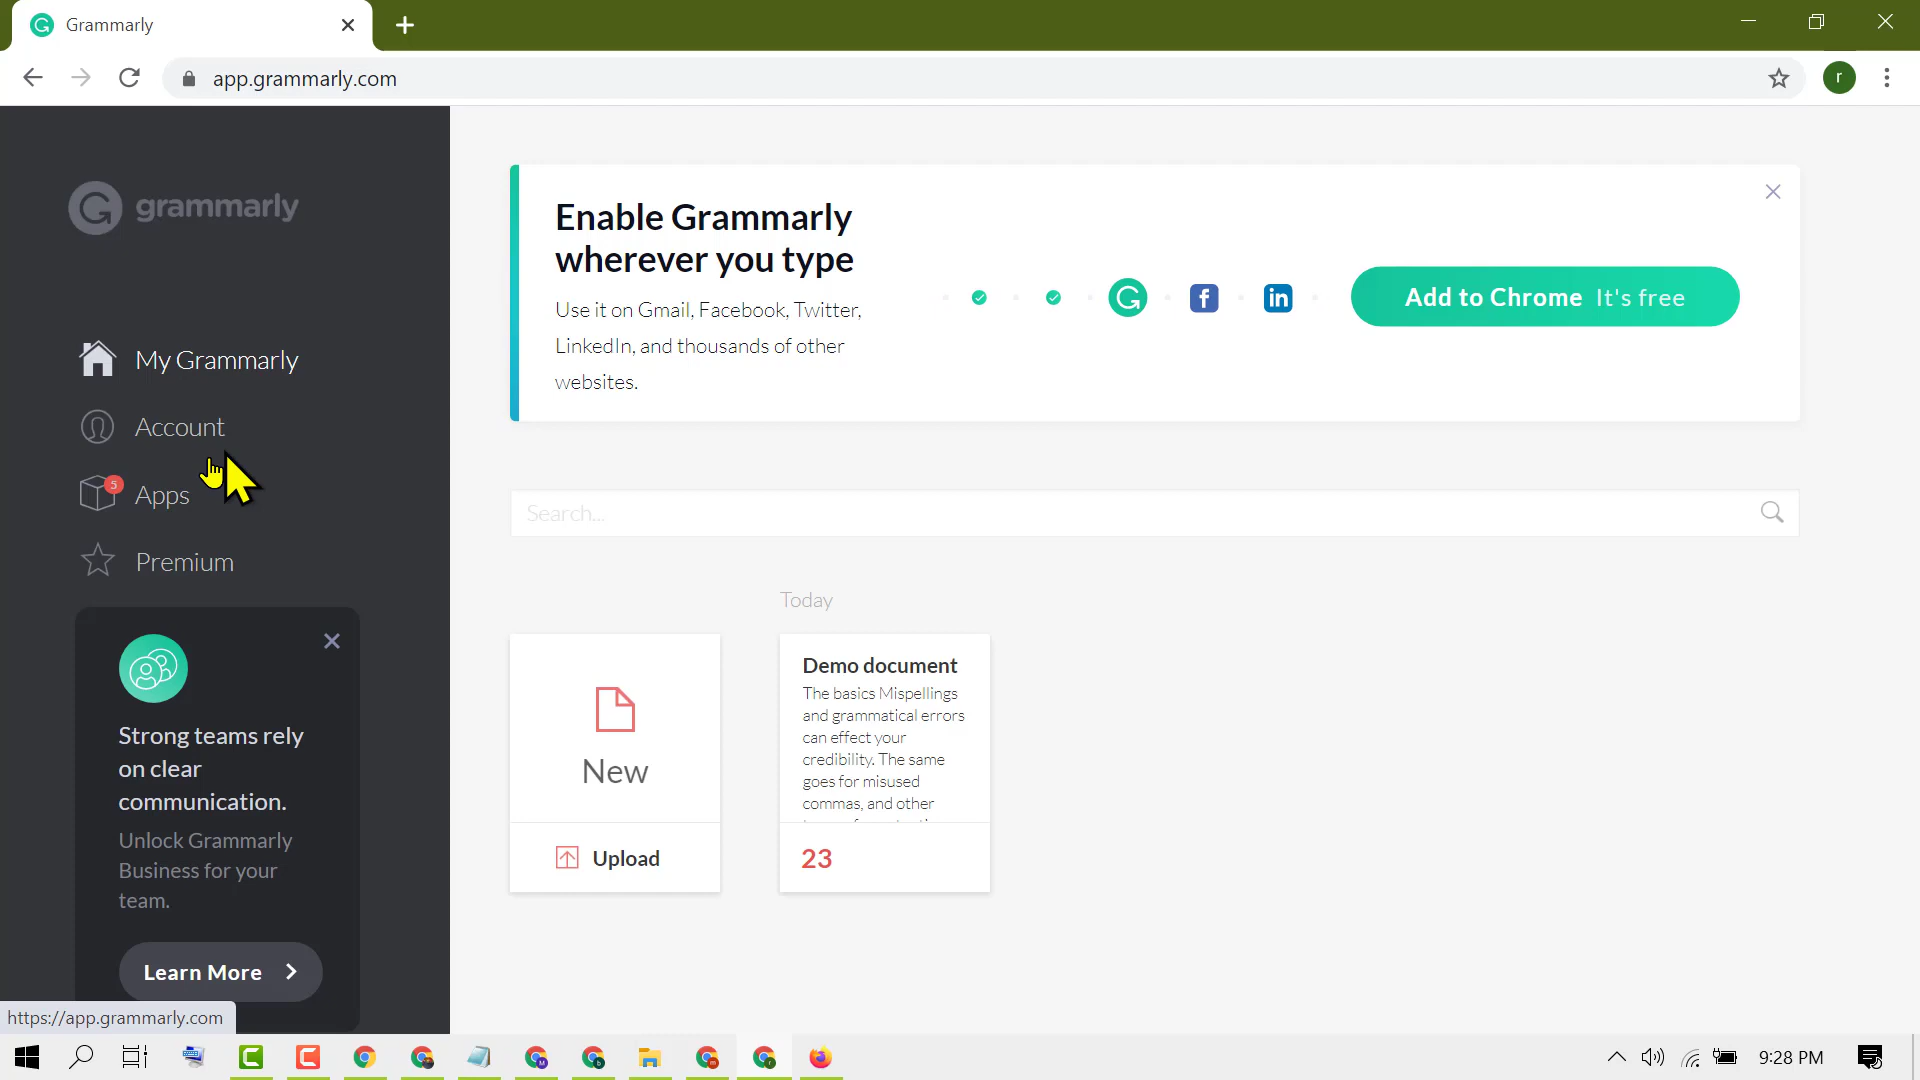 Grammarly
app.grammarly.com
r
grammarly
My Grammarly
Account
5
Apps
Premium
Strong teams rely
on clear
communication.
Unlock Grammarly
Business for your
team.
Learn More
https://app.grammarly.com
Enable Grammarly
wherever you type
Use it on Gmail, Facebook, Twitter,
LinkedIn, and thousands of other
websites.
Add to Chrome It's free
Search...
Today
New
Upload
Demo document
The basics Mispellings
and grammatical errors
can effect your
credibility. The same
goes for misused
commas, and other
23
9:28 PM